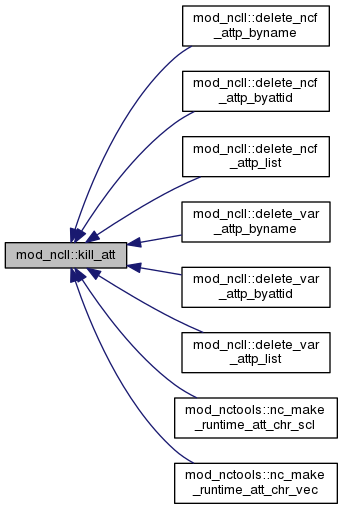 mod_ncll::delete_ncf
_attp_byname
mod_ncll::delete_ncf
_attp_byattid
mod_ncll::delete_ncf
_attp_list
mod_ncll::delete_var
_attp_byname
mod_ncll::kill_att
mod_ncll::delete_var
_attp_byattid
mod_ncll::delete_var
_attp_list
mod_nctools::nc_make
_runtime_att_chr_scl
mod_nctools::nc_make
_runtime_att_chr_vec